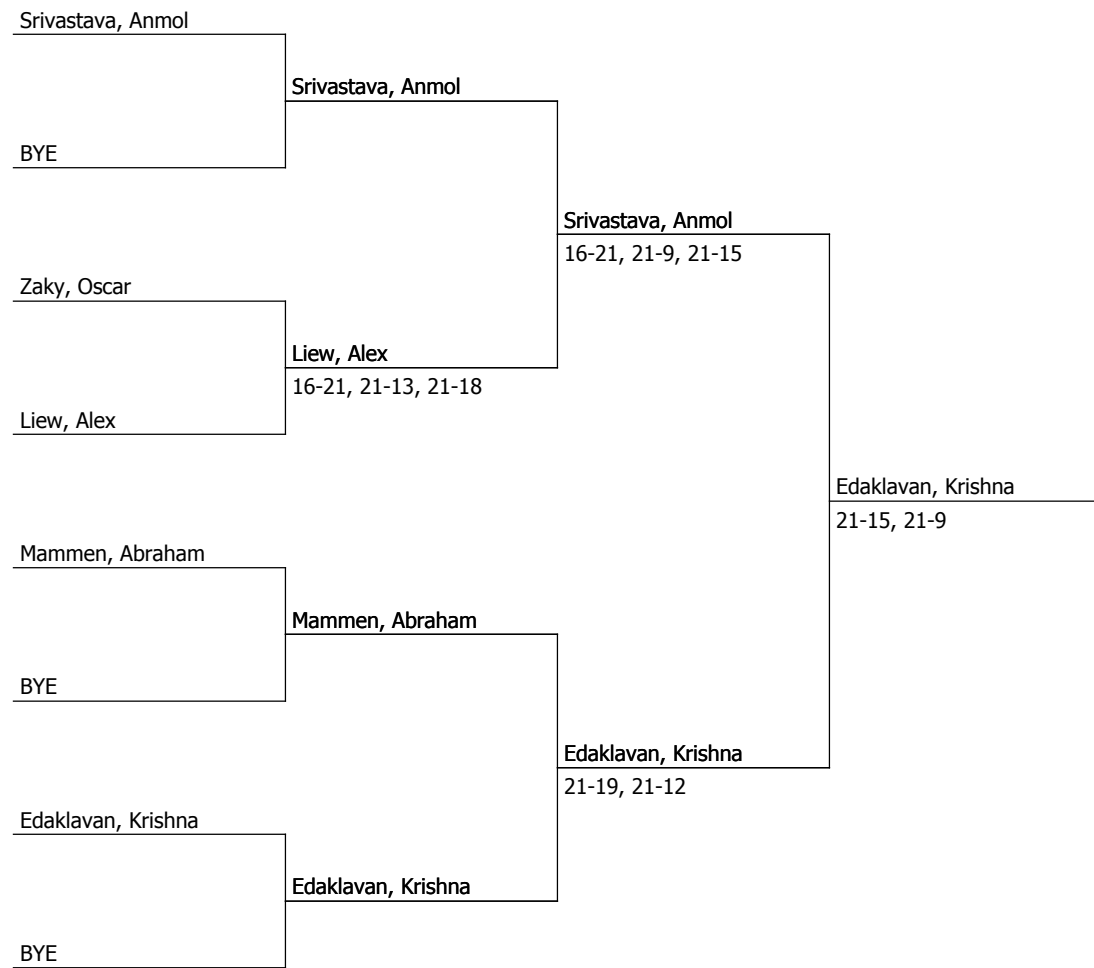 Srivastava, Anmol
Srivastava, Anmol
BYE
Srivastava, Anmol
16-21, 21-9, 21-15
Zaky, Oscar
Liew, Alex
16-21, 21-13, 21-18
Liew, Alex
Edaklavan, Krishna
21-15, 21-9
Mammen, Abraham
Mammen, Abraham
BYE
Edaklavan, Krishna
21-19, 21-12
Edaklavan, Krishna
Edaklavan, Krishna
BYE